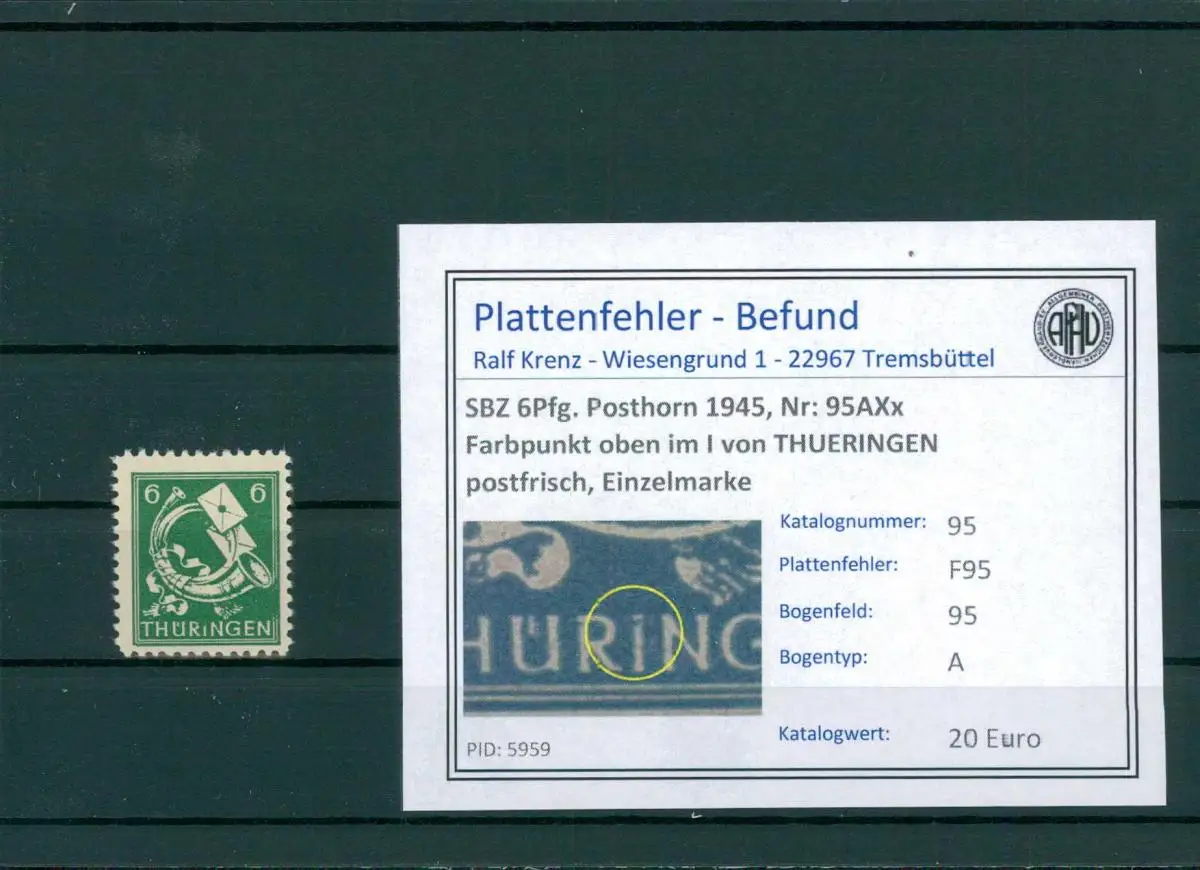 6 6
THÜRiNGEN
Plattenfehler - Befund
Ralf Krenz - Wiesengrund 1 - 22967 Tremsbüttel
APHV
SBZ 6Pfg. Posthorn 1945, Nr: 95AXx
Farbpunkt oben im I von THUERINGEN
postfrisch, Einzelmarke
HÜRiNG
Katalognummer: 95
Plattenfehler: F95
Bogenfeld: 95
Bogentyp: A
Katalogwert: 20 Euro
PID: 5959